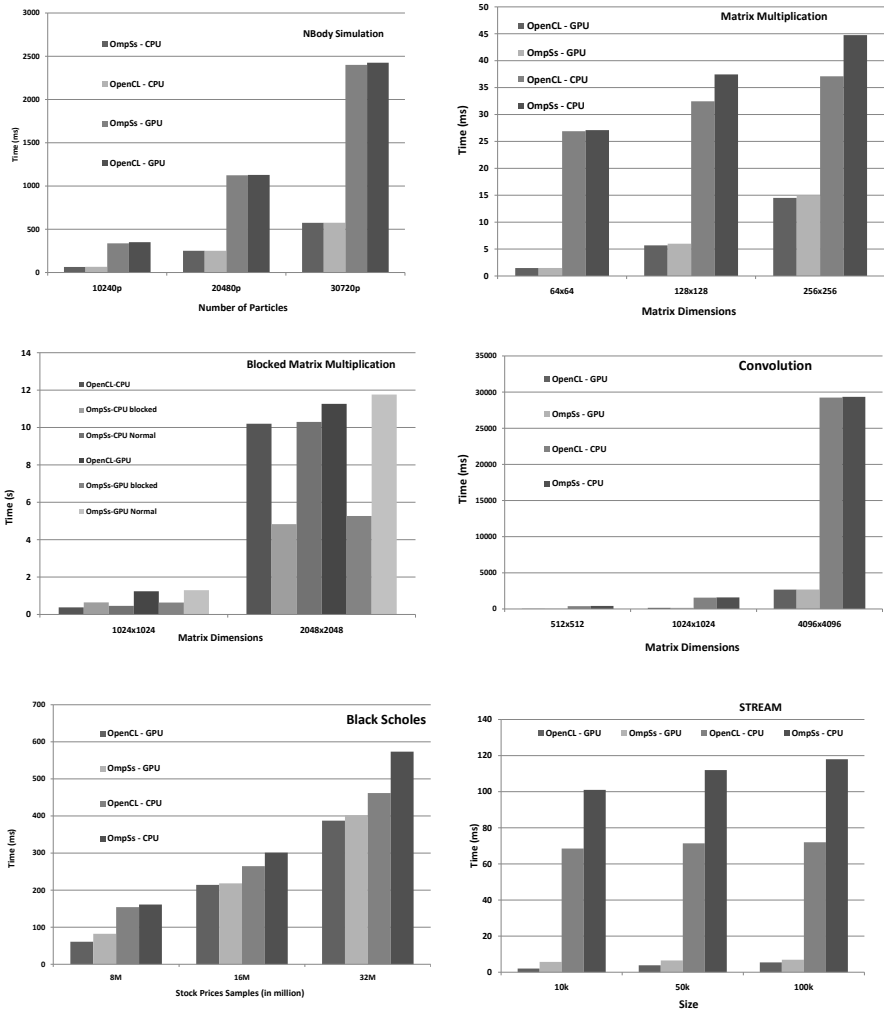 NBody Simulation
3000
2500
2000
1500
1000
500
0
Time (ms)
OmpSs - CPU
OpenCL - CPU
OmpSs - GPU
OpenCL - GPU
10240p
20480p
30720p
Number of Particles
Matrix Multiplication
50
45
40
35
30
25
20
15
10
5
0
Time (ms)
OpenCL - GPU
OmpSs - GPU
OpenCL - CPU
OmpSs - CPU
64x64
128x128
256x256
Matrix Dimensions
Blocked Matrix Multiplication
14
12
10
8
6
4
2
0
Time (s)
OpenCL-CPU
OmpSs-CPU blocked
OmpSs-CPU Normal
OpenCL-GPU
OmpSs-GPU blocked
OmpSs-GPU Normal
1024x1024
2048x2048
Matrix Dimensions
Convolution
35000
30000
25000
20000
15000
10000
5000
0
Time (ms)
OpenCL - GPU
OmpSs - GPU
OpenCL - CPU
OmpSs - CPU
512x512
1024x1024
4096x4096
Matrix Dimensions
Black Scholes
700
600
500
400
300
200
100
0
Time (ms)
OpenCL - GPU
OmpSs - GPU
OpenCL - CPU
OmpSs - CPU
8M
16M
32M
Stock Prices Samples (in million)
STREAM
140
120
100
80
60
40
20
0
Time (ms)
OpenCL - GPU
OmpSs - GPU
OpenCL - CPU
OmpSs - CPU
10k
50k
100k
Size